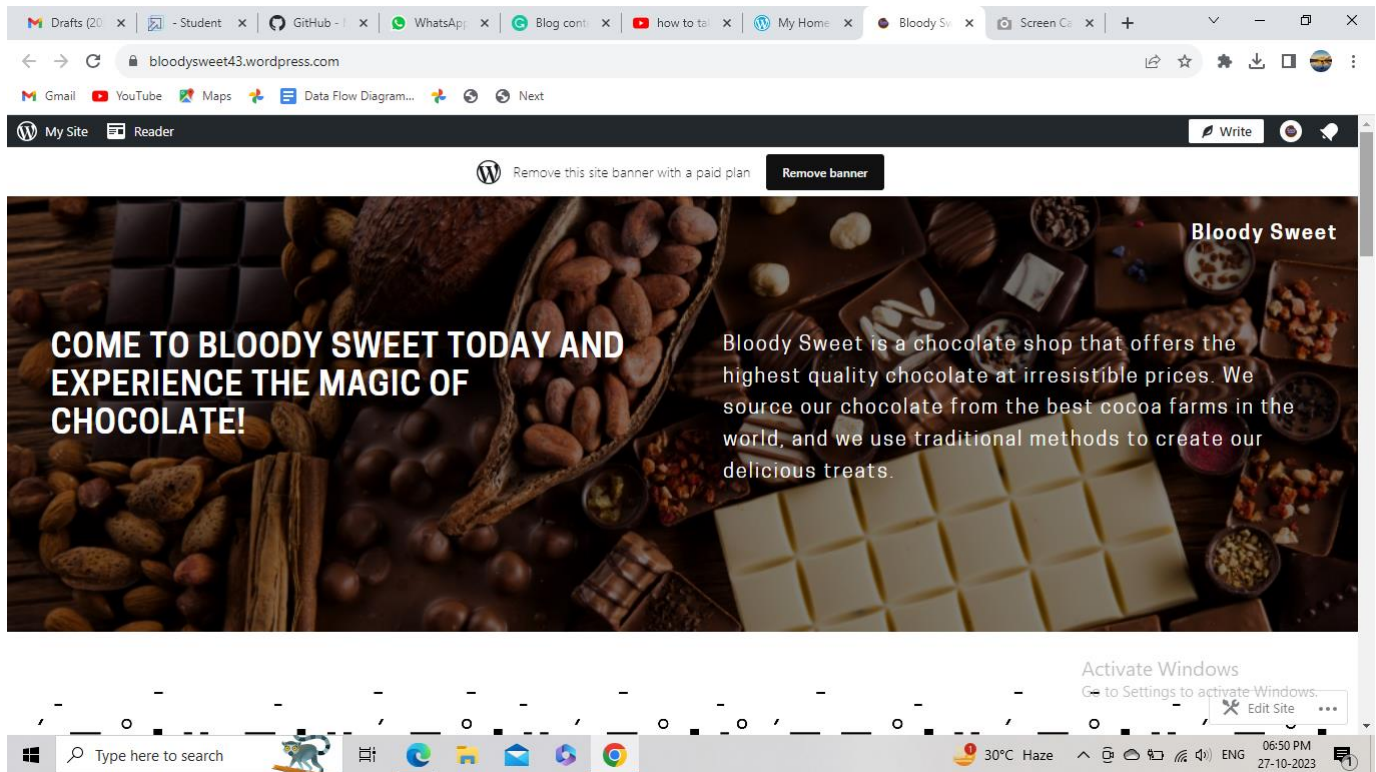 Drafts (20
- Student
GitHub -
WhatsApp
Blog cont
how to ta
My Home
Bloody Sw
Screen Ca
bloodysweet43.wordpress.com
Gmail YouTube Maps Data Flow Diagram... Next
My Site Reader Write
Remove this site banner with a paid plan Remove banner
Bloody Sweet
COME TO BLOODY SWEET TODAY AND
EXPERIENCE THE MAGIC OF
CHOCOLATE!
Bloody Sweet is a chocolate shop that offers the
highest quality chocolate at irresistible prices. We
source our chocolate from the best cocoa farms in the
world, and we use traditional methods to create our
delicious treats.
Activate Windows
Go to Settings to activate Windows.
Edit Site
Type here to search
9
30°C Haze
ENG
06:50 PM
27-10-2023
1